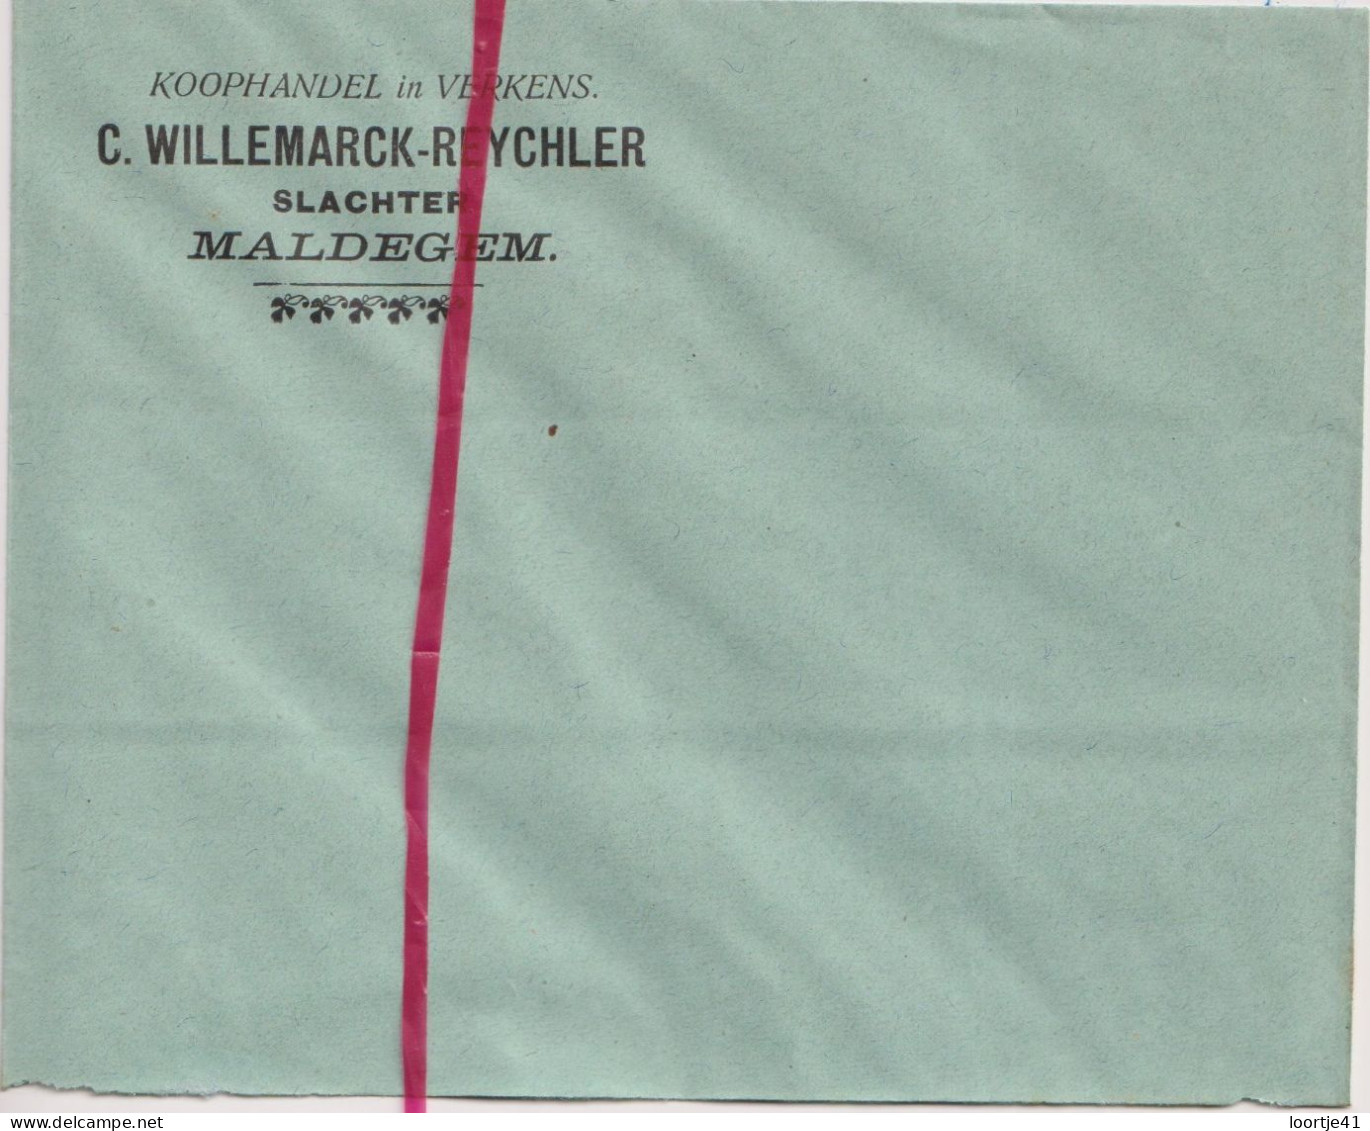 KOOPHANDEL in VERKENS.
C. WILLEMARCK-REYCHLER
SLACHTER
MALDEGEM.
www.delcampe.net
loortje41